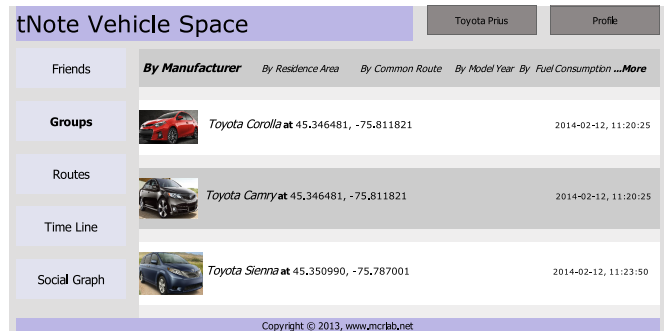 tNote Vehicle Space
Toyota Prius
Profile
Friends
Groups
Routes
Time Line
Social Graph
By Manufacturer By Residence Area By Common Route By Model Year By Fuel Consumption ...More
Toyota Corolla at 45.346481, -75.811821 2014-02-12, 11:20:25
Toyota Camry at 45.346481, -75.811821 2014-02-12, 11:20:25
Toyota Sienna at 45.350990, -75.787001 2014-02-12, 11:23:50
Copyright © 2013, www.mcrlab.net